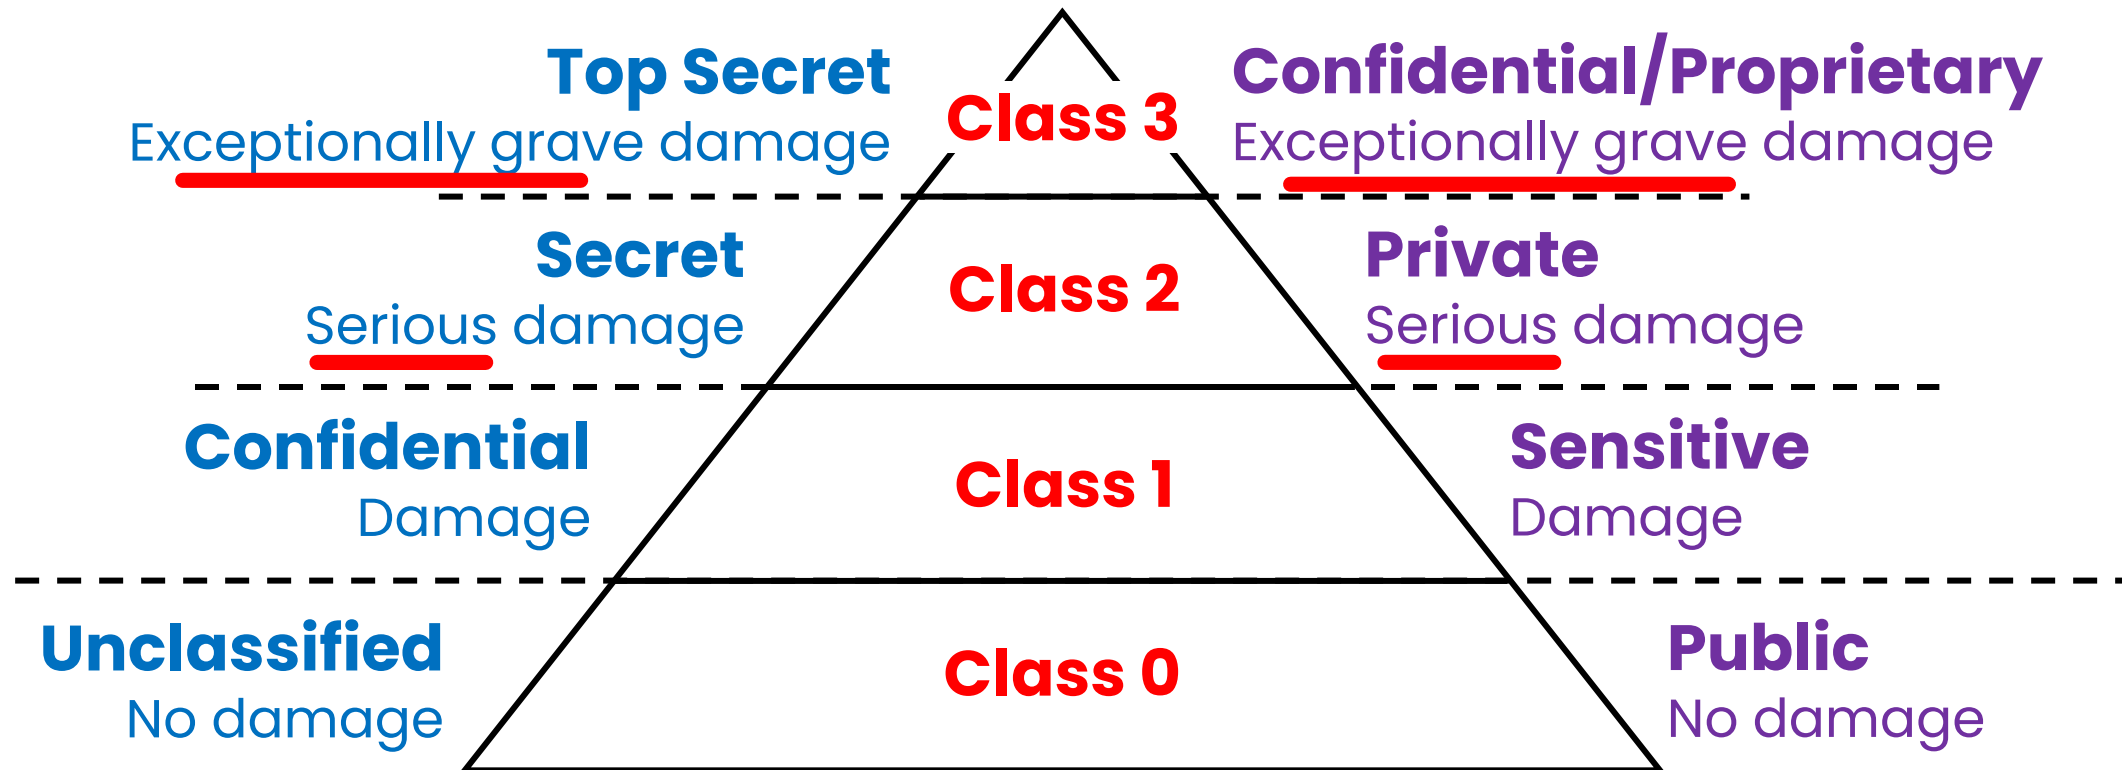 Top Secret
Exceptionally grave damage
Class 3
Confidential/Proprietary
Exceptionally grave damage
Secret
Serious damage
Class 2
Private
Serious damage
Confidential
Damage
Class 1
Sensitive
Damage
Unclassified
No damage
Class 0
Public
No damage